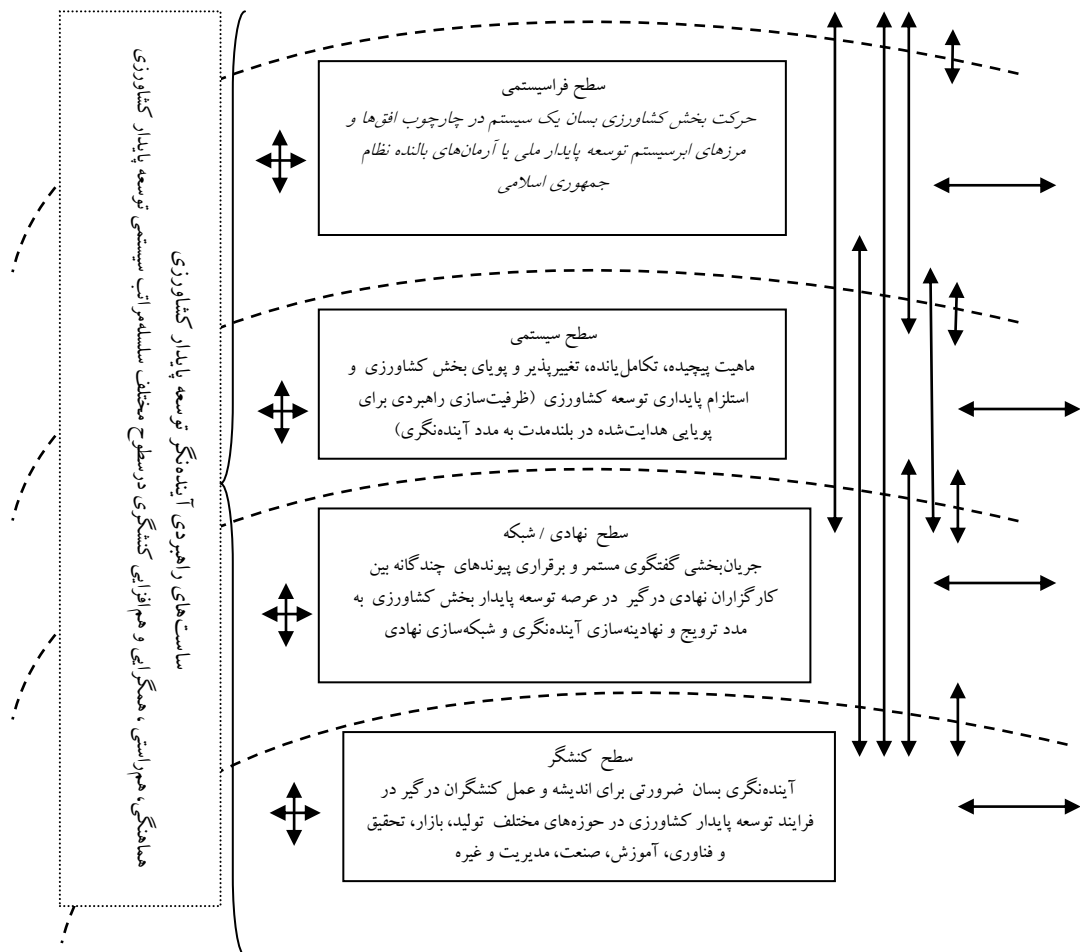 سطح فراسیستمی
حرکت بخش کشاورزی بسان یک سیستم در چارچوب افق‌ها و
مرزهای ابرسیستم توسعه پایدار ملی یا آرمان‌های بالنده نظام
جمهوری اسلامی
سطح سیستمی
ماهیت پیچیده، تکامل‌یابنده، تغییرپذیر و پویای بخش کشاورزی و
استلزام پایداری توسعه کشاورزی (ظرفیت‌سازی راهبردی برای
پویایی هدایت‌شده در بلندمدت به مدد آینده‌نگری)
سطح نهادی / شبکه
جریان‌بخشی گفتگوی مستمر و برقراری پیوندهای چندگانه بین
کارگزاران نهادی درگیر در عرصه توسعه پایدار بخش کشاورزی به
مدد ترویج و نهادینه‌سازی آینده‌نگری و شبکه‌سازی نهادی
سطح کنشگر
آینده‌نگری بسان ضرورتی برای اندیشه و عمل کنشگران درگیر در
فرایند توسعه پایدار کشاورزی در حوزه‌های مختلف تولید، بازار، تحقیق
و فناوری، آموزش، صنعت، مدیریت و غیره
ساست‌های راهبردی آینده‌نگر توسعه پایدار کشاورزی
هماهنگی، هم‌راستی، همگرایی و هم‌افزایی کنشگری درسطوح مختلف سلسله‌مراتب سیستمی توسعه پایدار کشاورزی